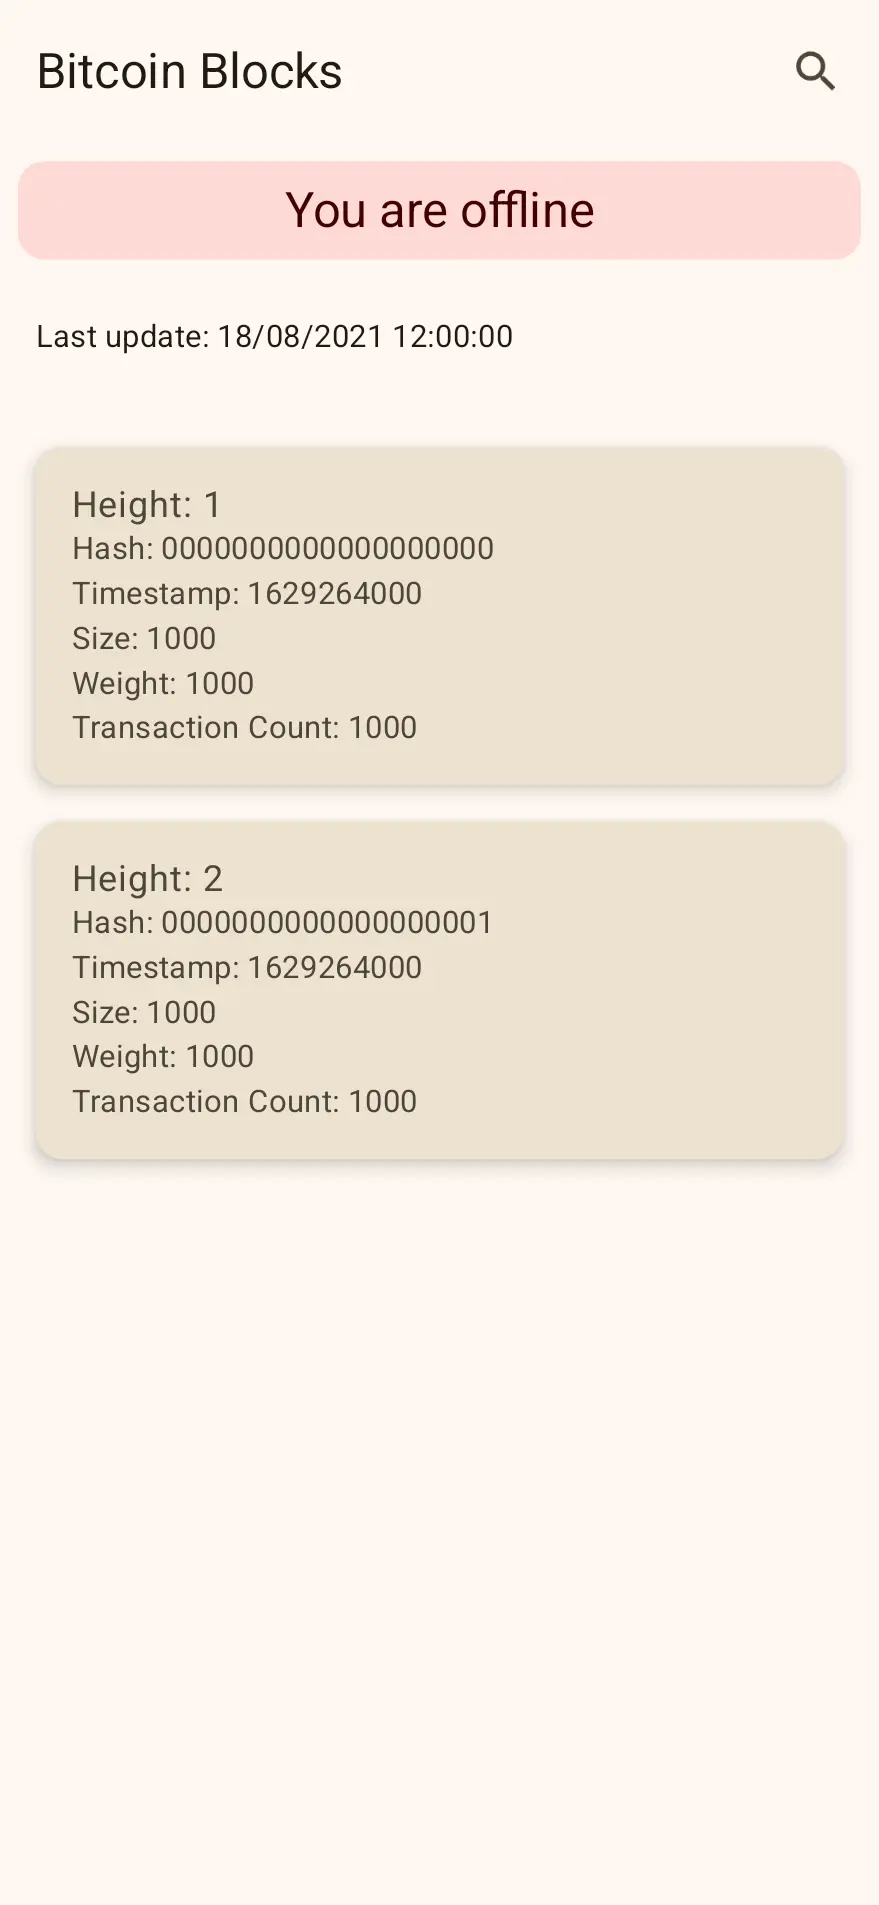 Bitcoin Blocks
You are offline
Last update: 18/08/2021 12:00:00
Height: 1
Hash: 0000000000000000000
Timestamp: 1629264000
Size: 1000
Weight: 1000
Transaction Count: 1000
Height: 2
Hash: 0000000000000000001
Timestamp: 1629264000
Size: 1000
Weight: 1000
Transaction Count: 1000